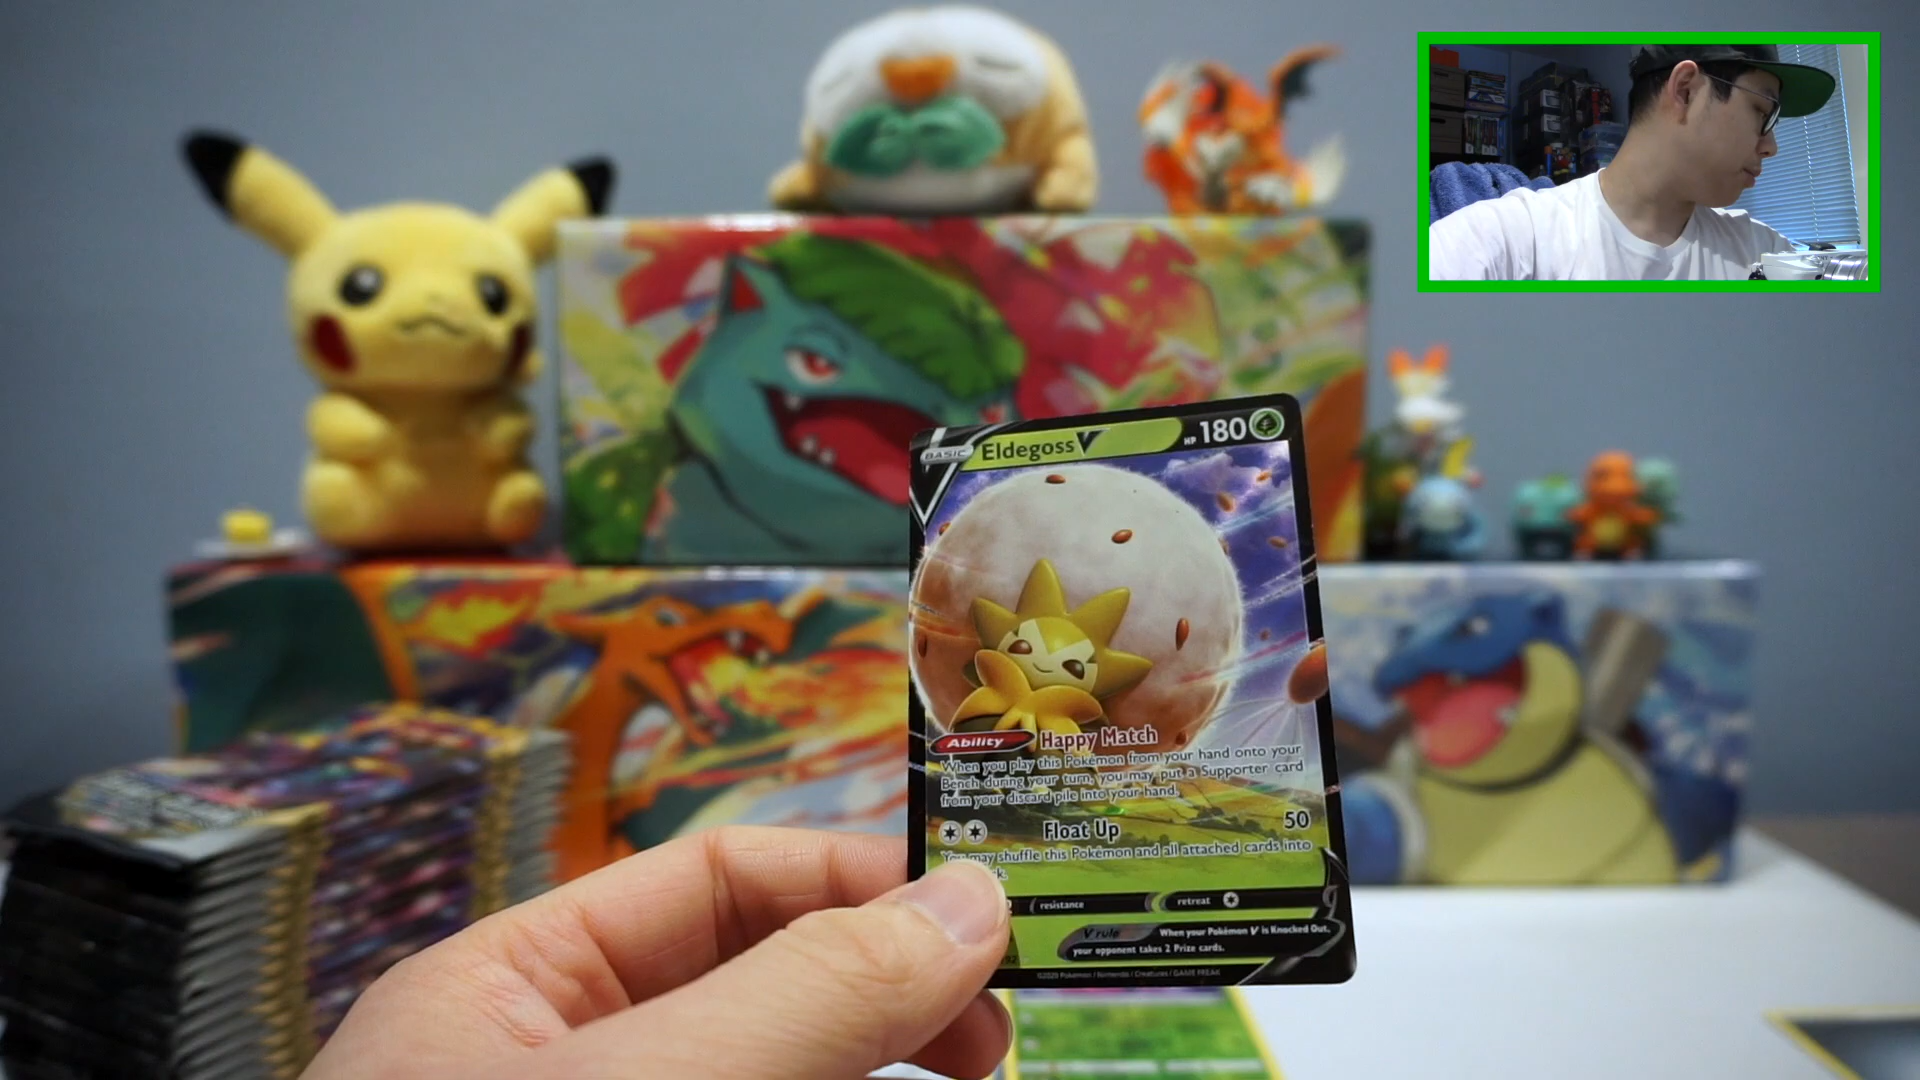 BASIC Eldegoss V HP 180
Ability Happy Match
When you play this Pokémon from your hand onto your
Bench during your turn, you may put a Supporter card
from your discard pile into your hand.
Float Up 50
You may shuffle this Pokémon and all attached cards into
resistance retreat
V rule When your Pokémon V is Knocked Out,
your opponent takes 2 Prize cards.
©2020 Pokémon / Nintendo / Creatures / GAME FREAK